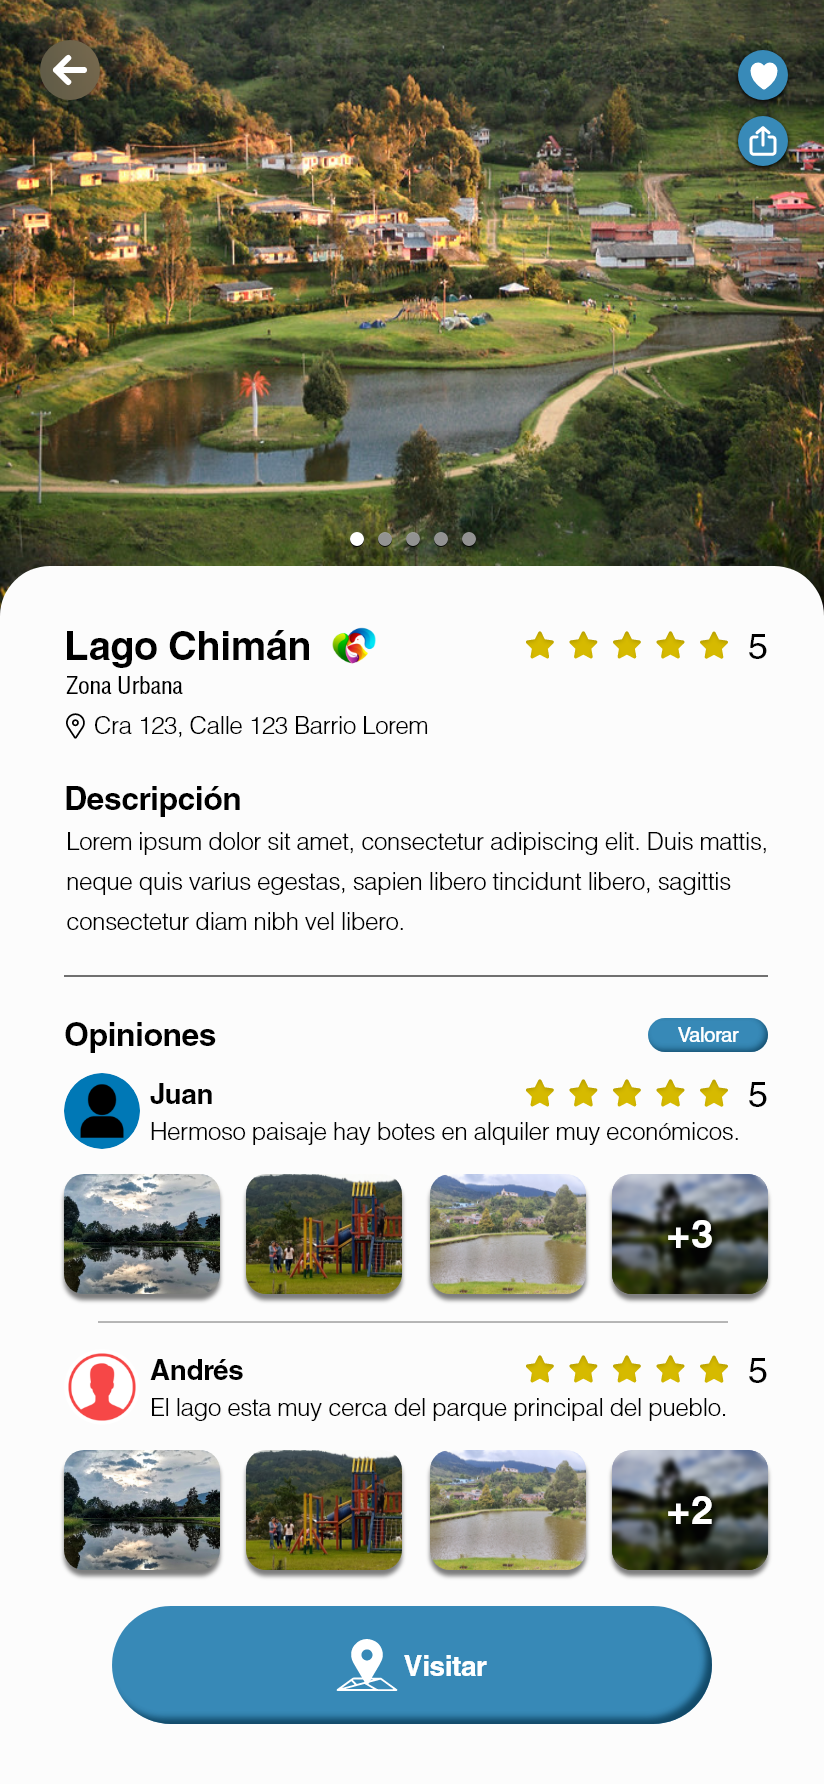 Lago Chimán
5
Zona Urbana
Cra 123, Calle 123 Barrio Lorem
Descripción
Lorem ipsum dolor sit amet, consectetur adipiscing elit. Duis mattis,
neque quis varius egestas, sapien libero tincidunt libero, sagittis
consectetur diam nibh vel libero.
Opiniones
Valorar
Juan
5
Hermoso paisaje hay botes en alquiler muy económicos.
+3
Andrés
5
El lago esta muy cerca del parque principal del pueblo.
+2
Visitar